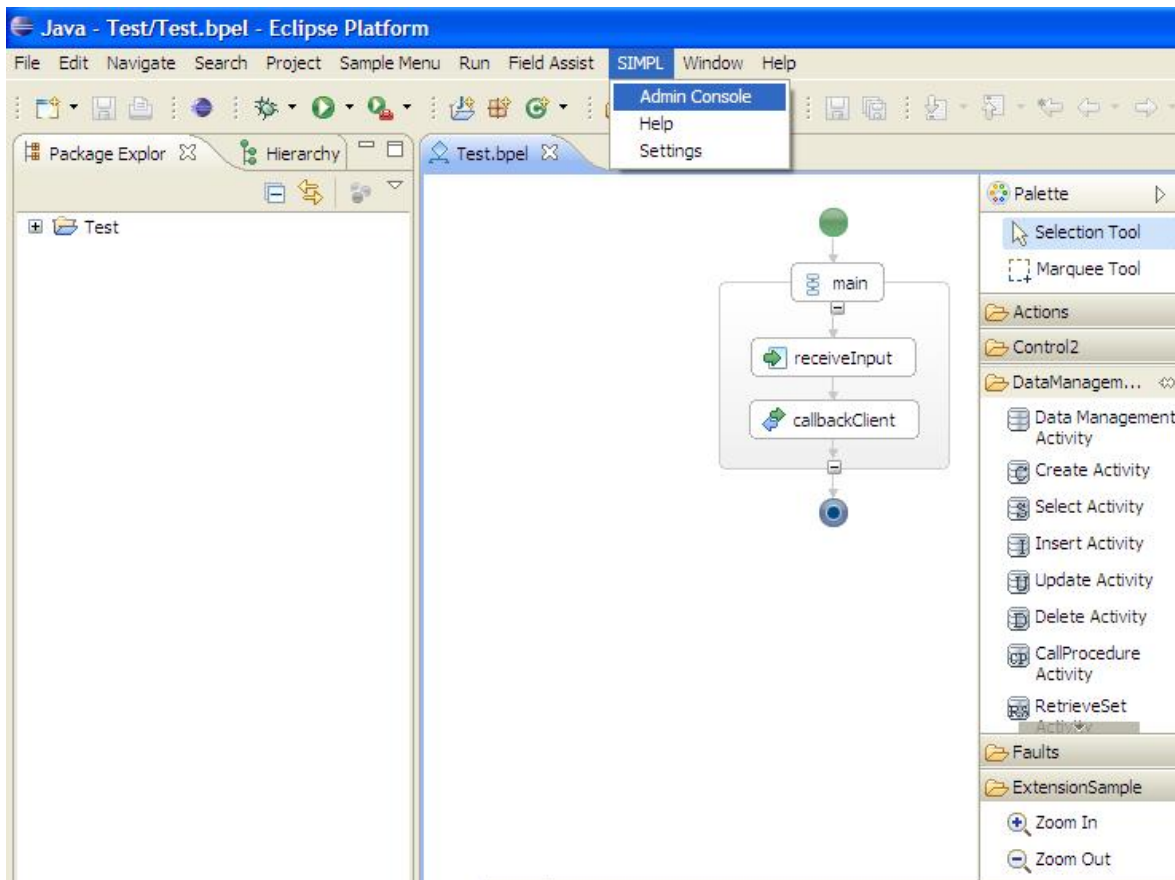 Java - Test/Test.bpel - Eclipse Platform
File Edit Navigate Search Project Sample Menu Run Field Assist SIMPL Window Help
Admin Console
Help
Settings
Package Explor
Hierarchy
Test.bpel
Test
main
receiveInput
callbackClient
Palette
Selection Tool
Marquee Tool
Actions
Control2
DataManagem...
Data Management
Activity
Create Activity
Select Activity
Insert Activity
Update Activity
Delete Activity
CallProcedure
Activity
RetrieveSet
Activity
Faults
ExtensionSample
Zoom In
Zoom Out